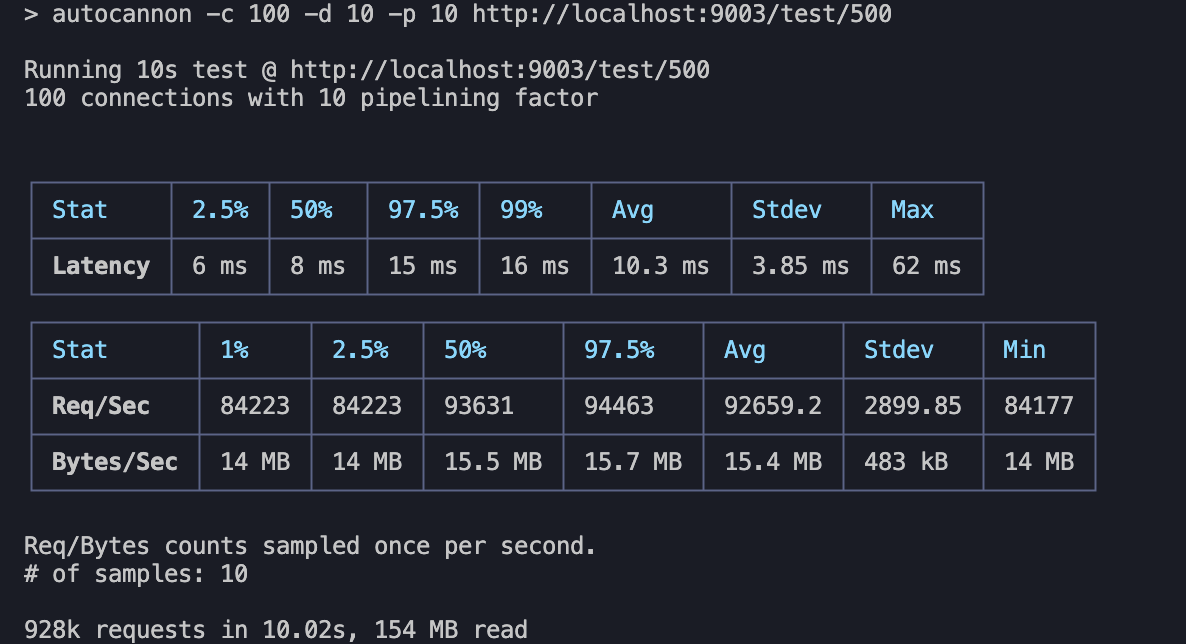 > autocannon -c 100 -d 10 -p 10 http://localhost:9003/test/500
Running 10s test @ http://localhost:9003/test/500
100 connections with 10 pipelining factor
Stat 2.5% 50% 97.5% 99% Avg Stdev Max
Latency 6 ms 8 ms 15 ms 16 ms 10.3 ms 3.85 ms 62 ms
Stat 1% 2.5% 50% 97.5% Avg Stdev Min
Req/Sec 84223 84223 93631 94463 92659.2 2899.85 84177
Bytes/Sec 14 MB 14 MB 15.5 MB 15.7 MB 15.4 MB 483 kB 14 MB
Req/Bytes counts sampled once per second.
# of samples: 10
928k requests in 10.02s, 154 MB read